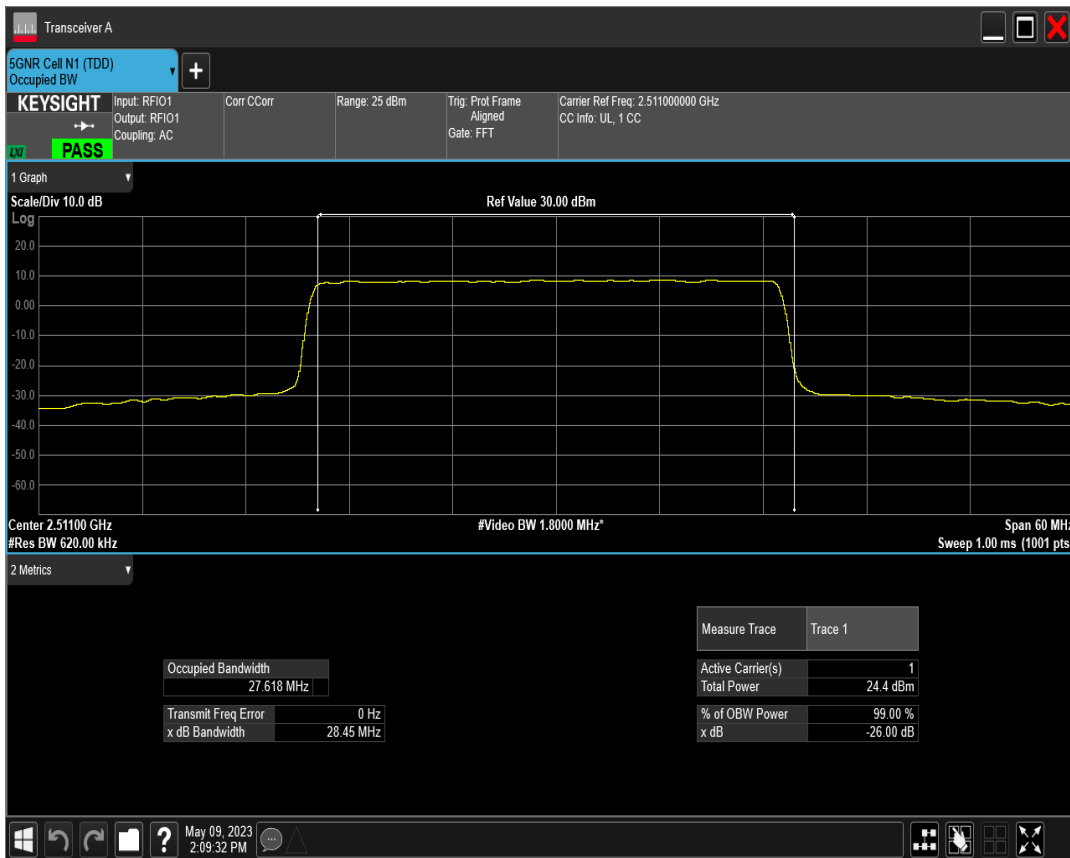 Transceiver A
5GNR Cell N1 (TDD)
Occupied BW
+
KEYSIGHT
LXI
PASS
Input: RFIO1
Output: RFIO1
Coupling: AC
Corr CCorr
Range: 25 dBm
Trig: Prot Frame
Aligned
Gate: FFT
Carrier Ref Freq: 2.511000000 GHz
CC Info: UL, 1 CC
1 Graph
Scale/Div 10.0 dB
Ref Value 30.00 dBm
Log
20.0
10.0
0.00
-10.0
-20.0
-30.0
-40.0
-50.0
-60.0
Center 2.51100 GHz
#Video BW 1.8000 MHz*
Span 60 MHz
#Res BW 620.00 kHz
Sweep 1.00 ms (1001 pts
2 Metrics
Measure Trace Trace 1
Occupied Bandwidth
27.618 MHz
Active Carrier(s) 1
Total Power 24.4 dBm
Transmit Freq Error 0 Hz
x dB Bandwidth 28.45 MHz
% of OBW Power 99.00 %
x dB -26.00 dB
?
May 09, 2023
2:09:32 PM